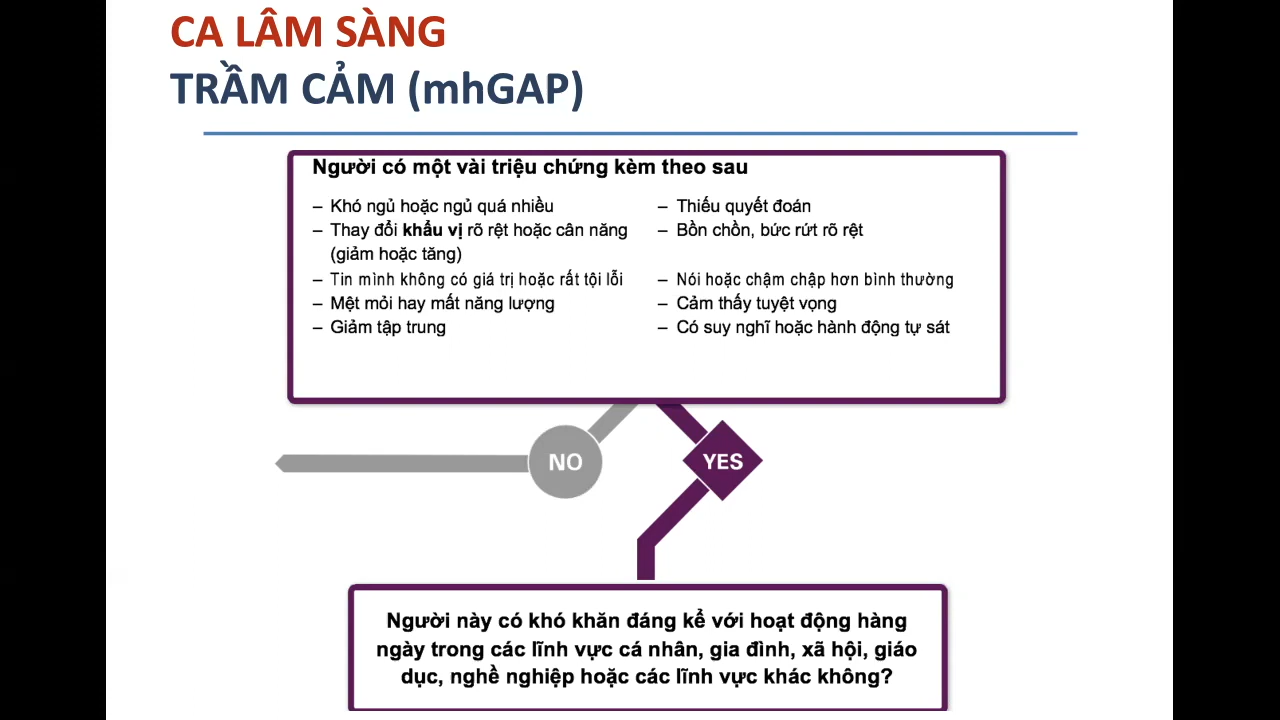 CA LÂM SÀNG
TRẦM CẢM (mhGAP)
Người có một vài triệu chứng kèm theo sau
– Khó ngủ hoặc ngủ quá nhiều
– Thay đổi khẩu vị rõ rệt hoặc cân năng
(giảm hoặc tăng)
– Tin mình không có giá trị hoặc rất tội lỗi
– Mệt mỏi hay mất năng lượng
– Giảm tập trung
– Thiếu quyết đoán
– Bồn chồn, bức rứt rõ rệt
– Nói hoặc chậm chập hơn bình thường
– Cảm thấy tuyệt vọng
– Có suy nghĩ hoặc hành động tự sát
NO
YES
Người này có khó khăn đáng kể với hoạt động hàng
ngày trong các lĩnh vực cá nhân, gia đình, xã hội, giáo
dục, nghề nghiệp hoặc các lĩnh vực khác không?